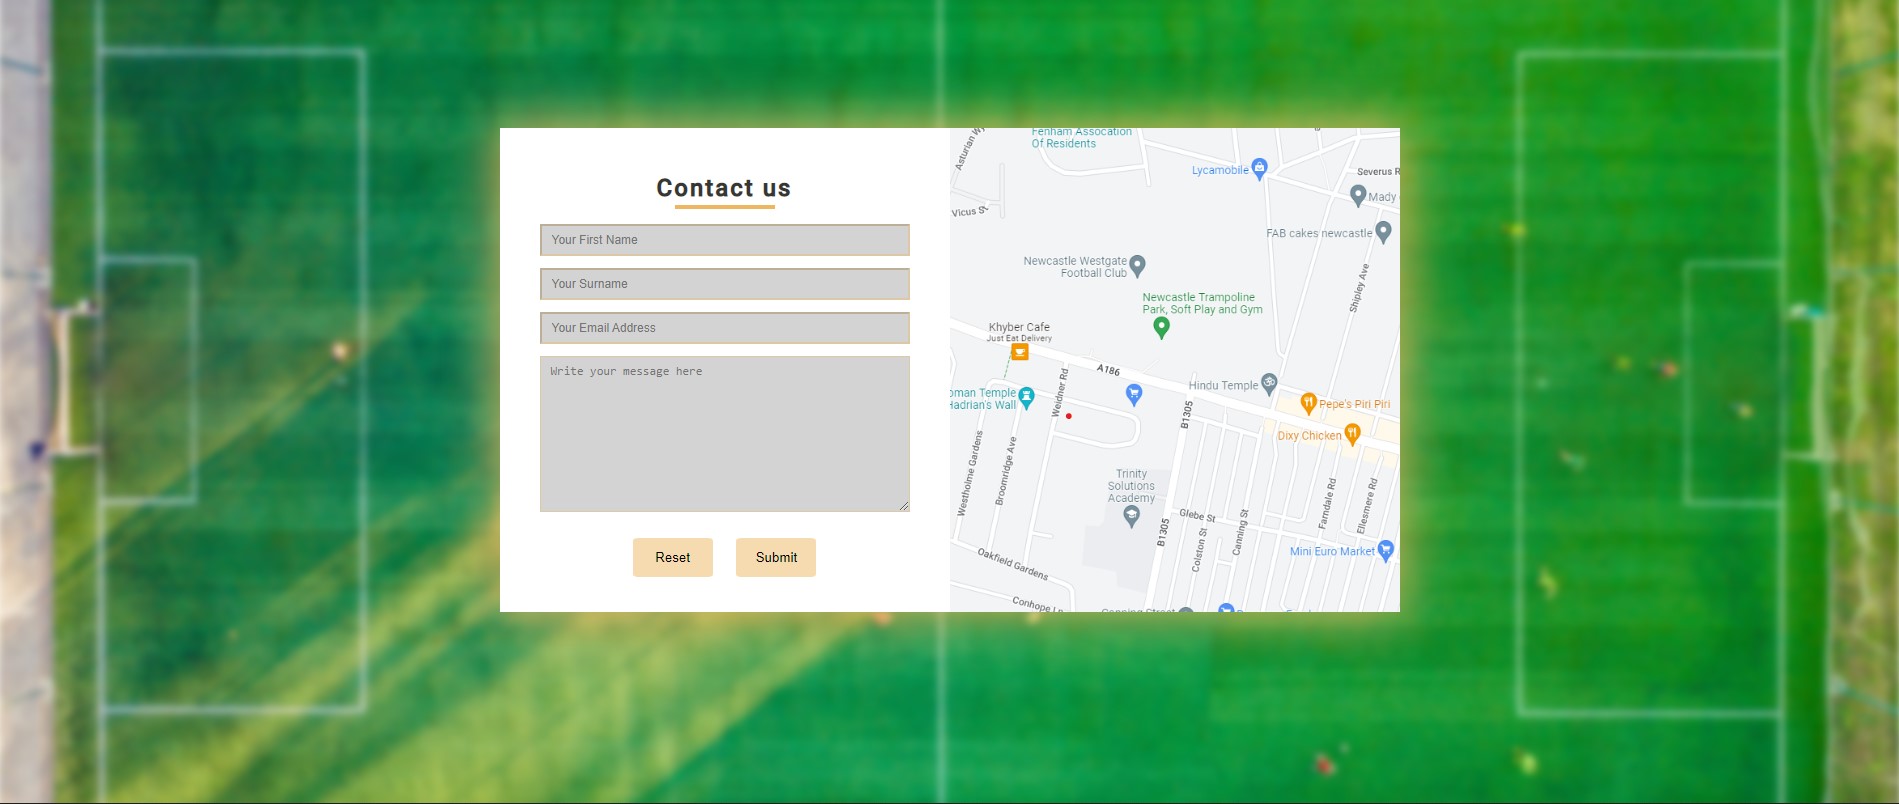 Contact us
Your First Name
Your Surname
Your Email Address
Write your message here
Reset
Submit
Fenham Assocation
Of Residents
Asturian
Lycamobile
Severus R
Mady
Vicus St
FAB cakes newcastle
Newcastle Westgate
Football Club
Shipley Ave
Newcastle Trampoline
Park, Soft Play and Gym
Khyber Cafe
Just Eat Delivery
A186
Weidner Rd
Hindu Temple
oman Temple
Hadrian's Wall
B1305
Pepe's Piri Piri
Dixy Chicken
Westholme Gardens
Broomridge Ave
Trinity
Solutions
Academy
Glebe St
Canning St
Farndale Rd
Ellesmere Rd
B1305
Colston St
Mini Euro Market
Oakfield Gardens
Conhope Ln
Canning Street